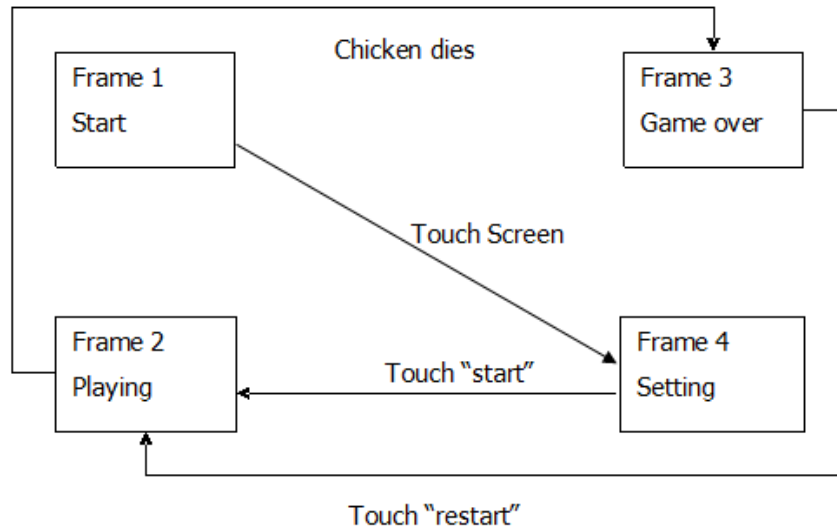 Chicken dies
Frame 1
Start
Frame 3
Game over
Touch Screen
Frame 2
Playing
Touch “start”
Frame 4
Setting
Touch “restart”